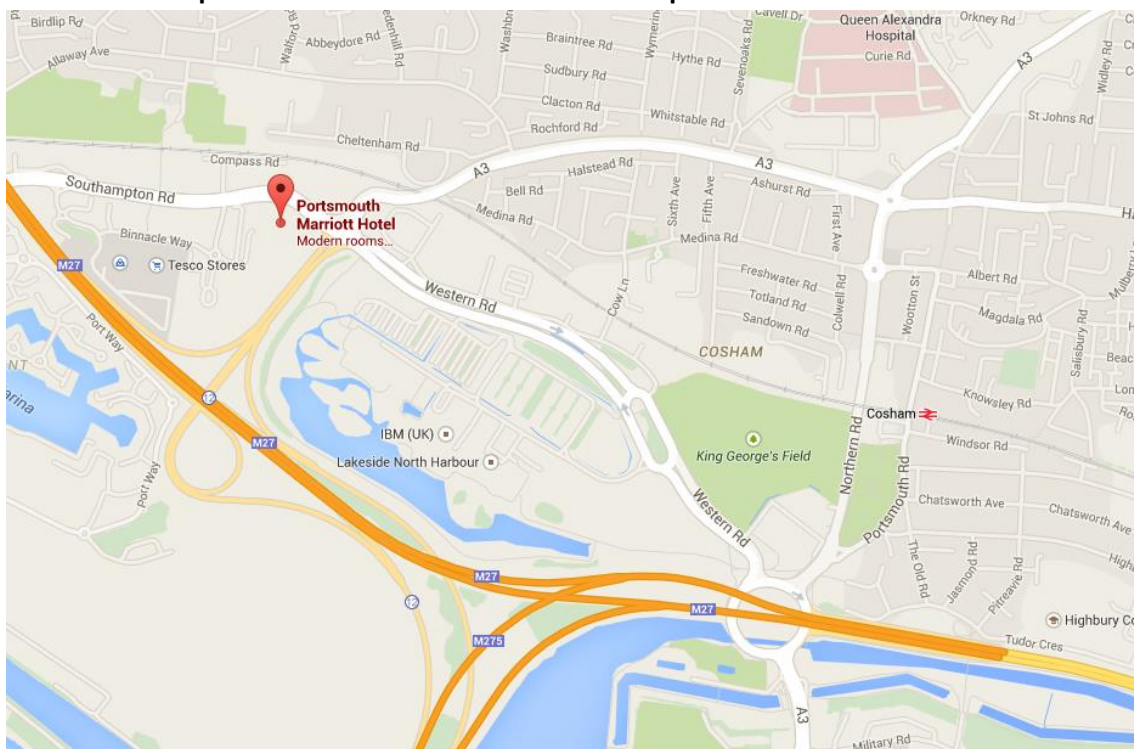 Birdlip Rd
Allaway Ave
Abbeydore Rd
Braintree Rd
Hythe Rd
Sevenoaks Rd
Cavell Dr
Queen Alexandra
Hospital
Orkney Rd
Curie Rd
A3
Widley Rd
Sudbury Rd
Clacton Rd
Whitstable Rd
Rochford Rd
St Johns Rd
Cheltenham Rd
Compass Rd
Southampton Rd
A3
Halstead Rd
A3
Bell Rd
Ashurst Rd
Sixth Ave
Fifth Ave
First Ave
Portsmouth
Marriott Hotel
Modern rooms...
Medina Rd
Medina Rd
Binnacle Way
Tesco Stores
M27
Western Rd
Cow Ln
Freshwater Rd
Totland Rd
Sandown Rd
Colwell Rd
Wootton St
Albert Rd
Magdala Rd
Salisbury Rd
Port Way
COSHAM
12
Knowsley Rd
Cosham
Windsor Rd
M27
IBM (UK)
Lakeside North Harbour
King George's Field
Northern Rd
Portsmouth Rd
Port Way
Chatsworth Ave
Chatsworth Ave
Western Rd
The Old Rd
Jasmond Rd
Pitreavie Rd
M27
12
M27
M275
Tudor Cres
A3
Military Rd